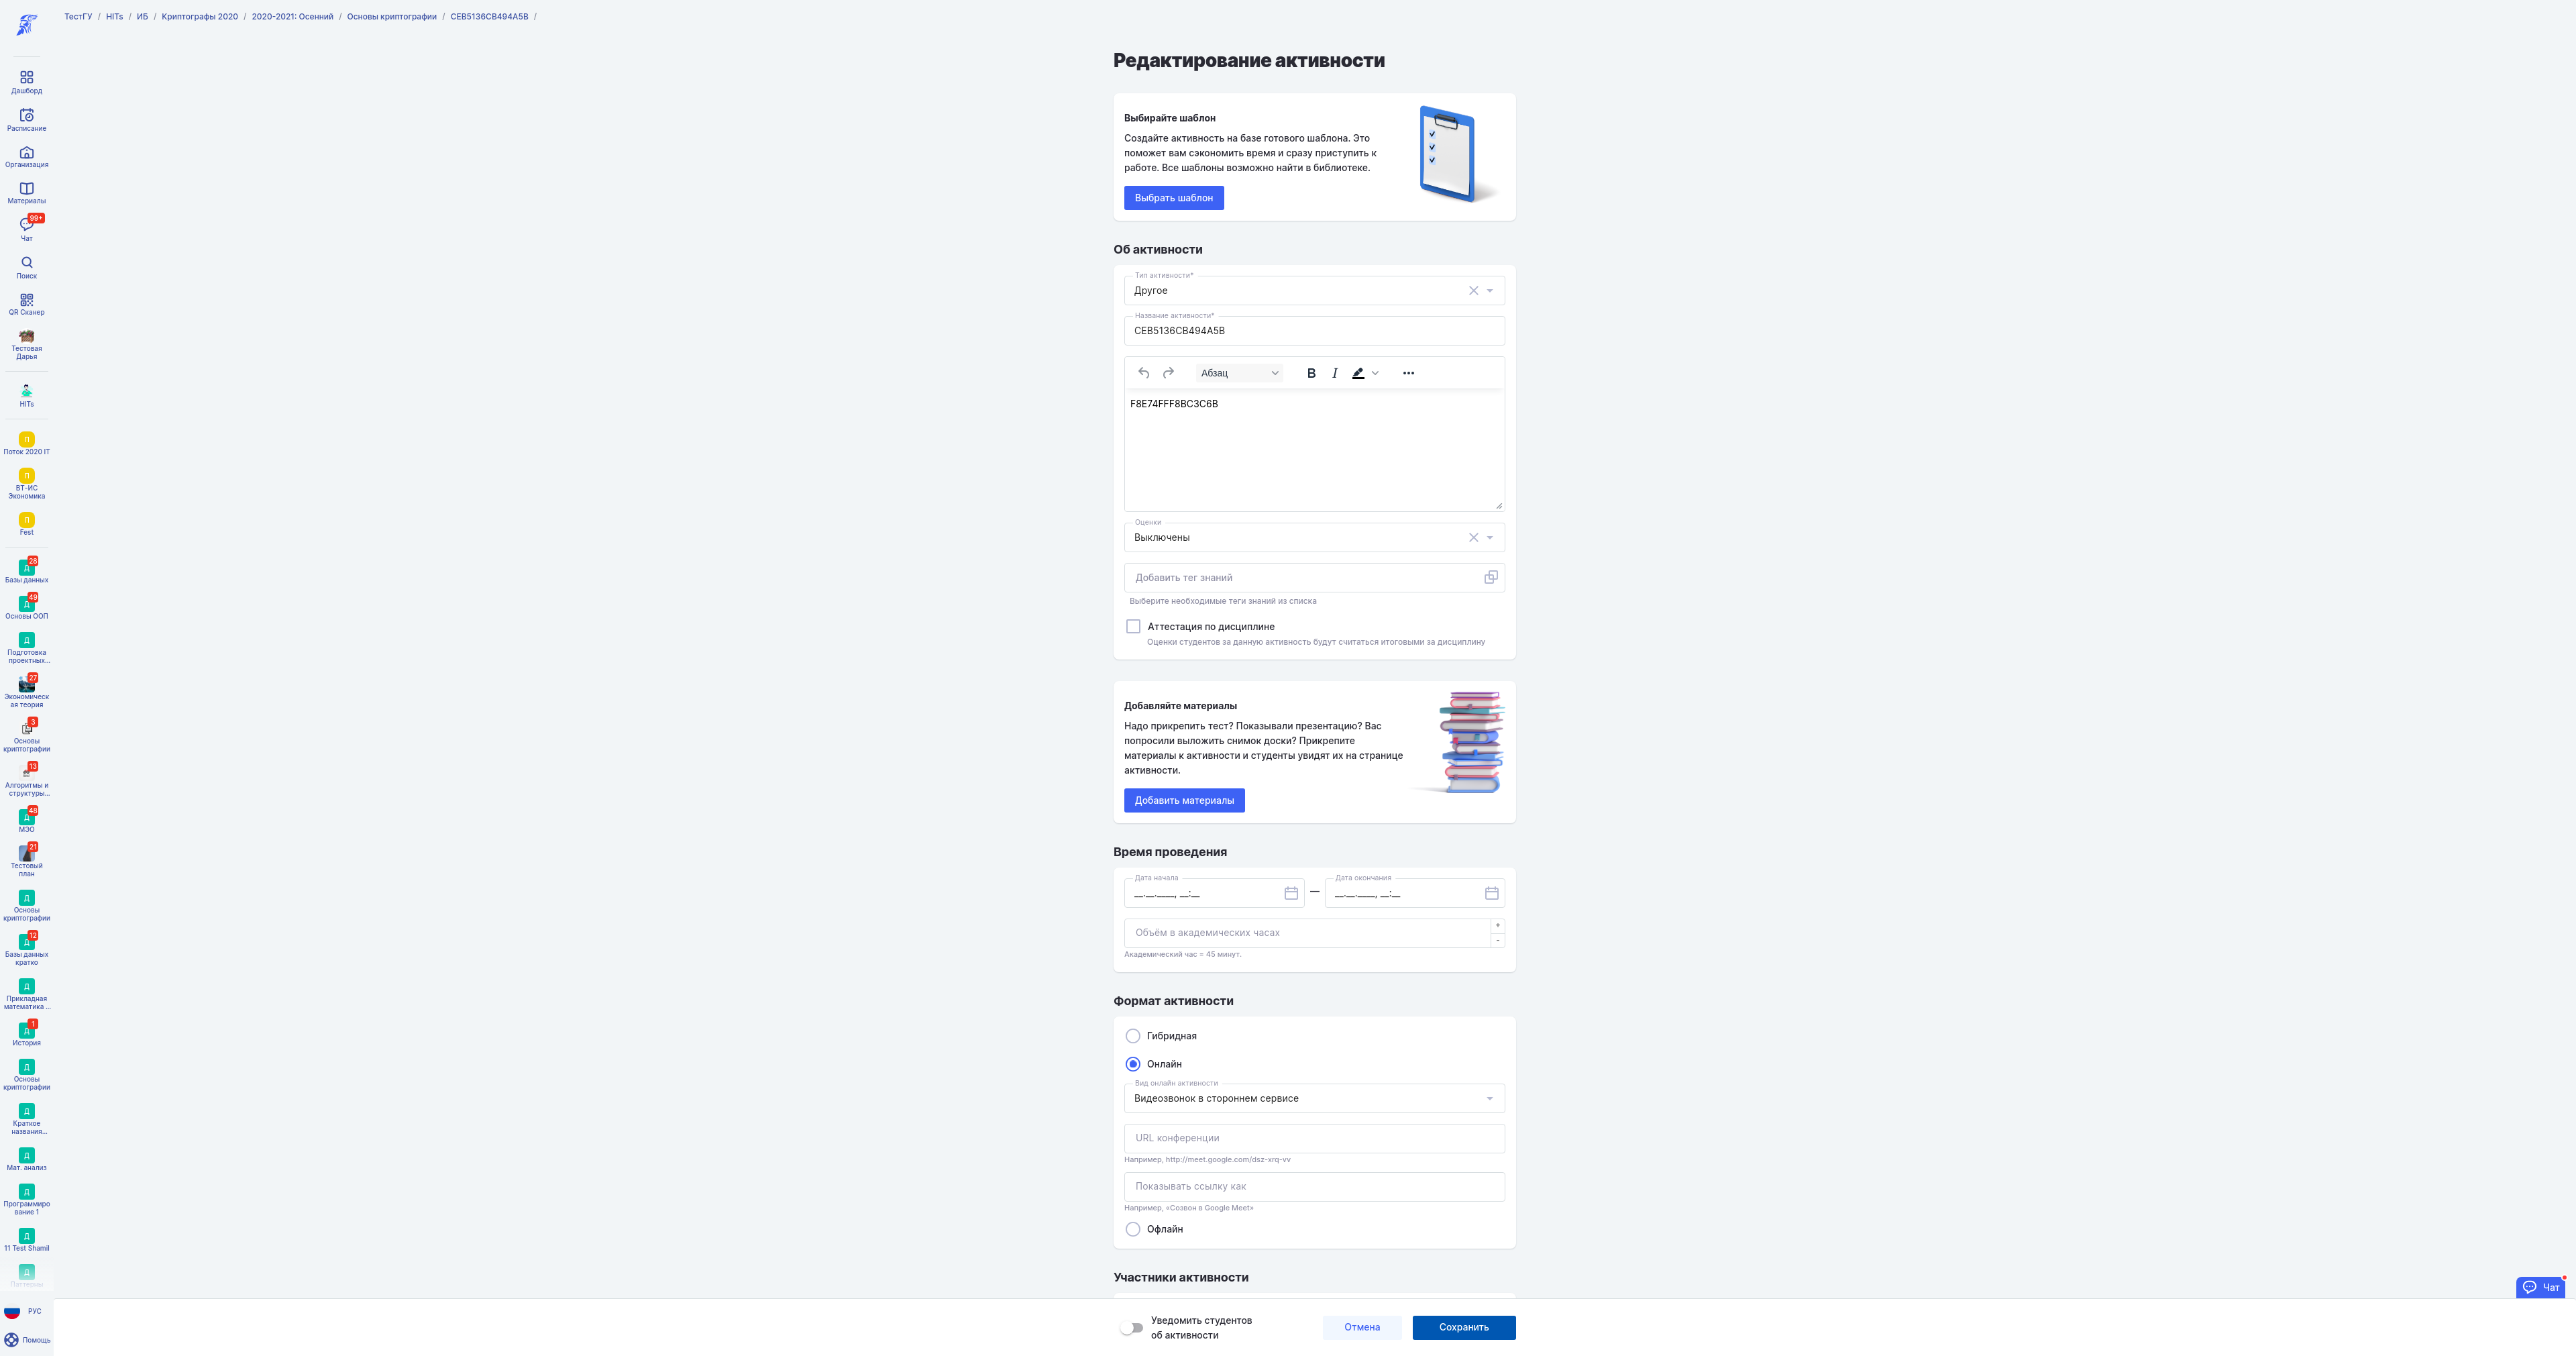 ТестГУ / HITs / ИБ / Криптографы 2020 / 2020-2021: Осенний / Основы криптографии / CEB5136CB494A5B /
Дашборд
Расписание
Организация
Материалы
99+
Чат
Поиск
QR Сканер
Тестовая
Дарья
HITs
П
Поток 2020 IT
П
ВТ-ИС
Экономика
П
Fest
28
Д
Базы данных
49
Д
Основы ООП
Д
Подготовка
проектных...
27
Экономическ
ая теория
3
Основы
криптографии
13
Алгоритмы и
структуры...
48
Д
МЭО
21
Тестовый
план
Д
Основы
криптографии
12
Д
Базы данных
кратко
Д
Прикладная
математика ...
1
Д
История
Д
Основы
криптографии
Д
Краткое
названия...
Д
Мат. анализ
Д
Программиро
вание 1
Д
11 Test Shamil
Д
Паттерны
РУС
Помощь
Редактирование активности
Выбирайте шаблон
Создайте активность на базе готового шаблона. Это
поможет вам сэкономить время и сразу приступить к
работе. Все шаблоны возможно найти в библиотеке.
Выбрать шаблон
Об активности
Тип активности*
Другое
Название активности*
CEB5136CB494A5B
Абзац B I •••
F8E74FFF8BC3C6B
Оценки
Выключены
Добавить тег знаний
Выберите необходимые теги знаний из списка
Аттестация по дисциплине
Оценки студентов за данную активность будут считаться итоговыми за дисциплину
Добавляйте материалы
Надо прикрепить тест? Показывали презентацию? Вас
попросили выложить снимок доски? Прикрепите
материалы к активности и студенты увидят их на странице
активности.
Добавить материалы
Время проведения
Дата начала
__.__.____, __:__
—
Дата окончания
__.__.____, __:__
Объём в академических часах
+
-
Академический час = 45 минут.
Формат активности
Гибридная
Онлайн
Вид онлайн активности
Видеозвонок в стороннем сервисе
URL конференции
Например, http://meet.google.com/dsz-xrq-vv
Показывать ссылку как
Например, «Созвон в Google Meet»
Офлайн
Участники активности
Уведомить студентов
об активности
Отмена
Сохранить
Чат